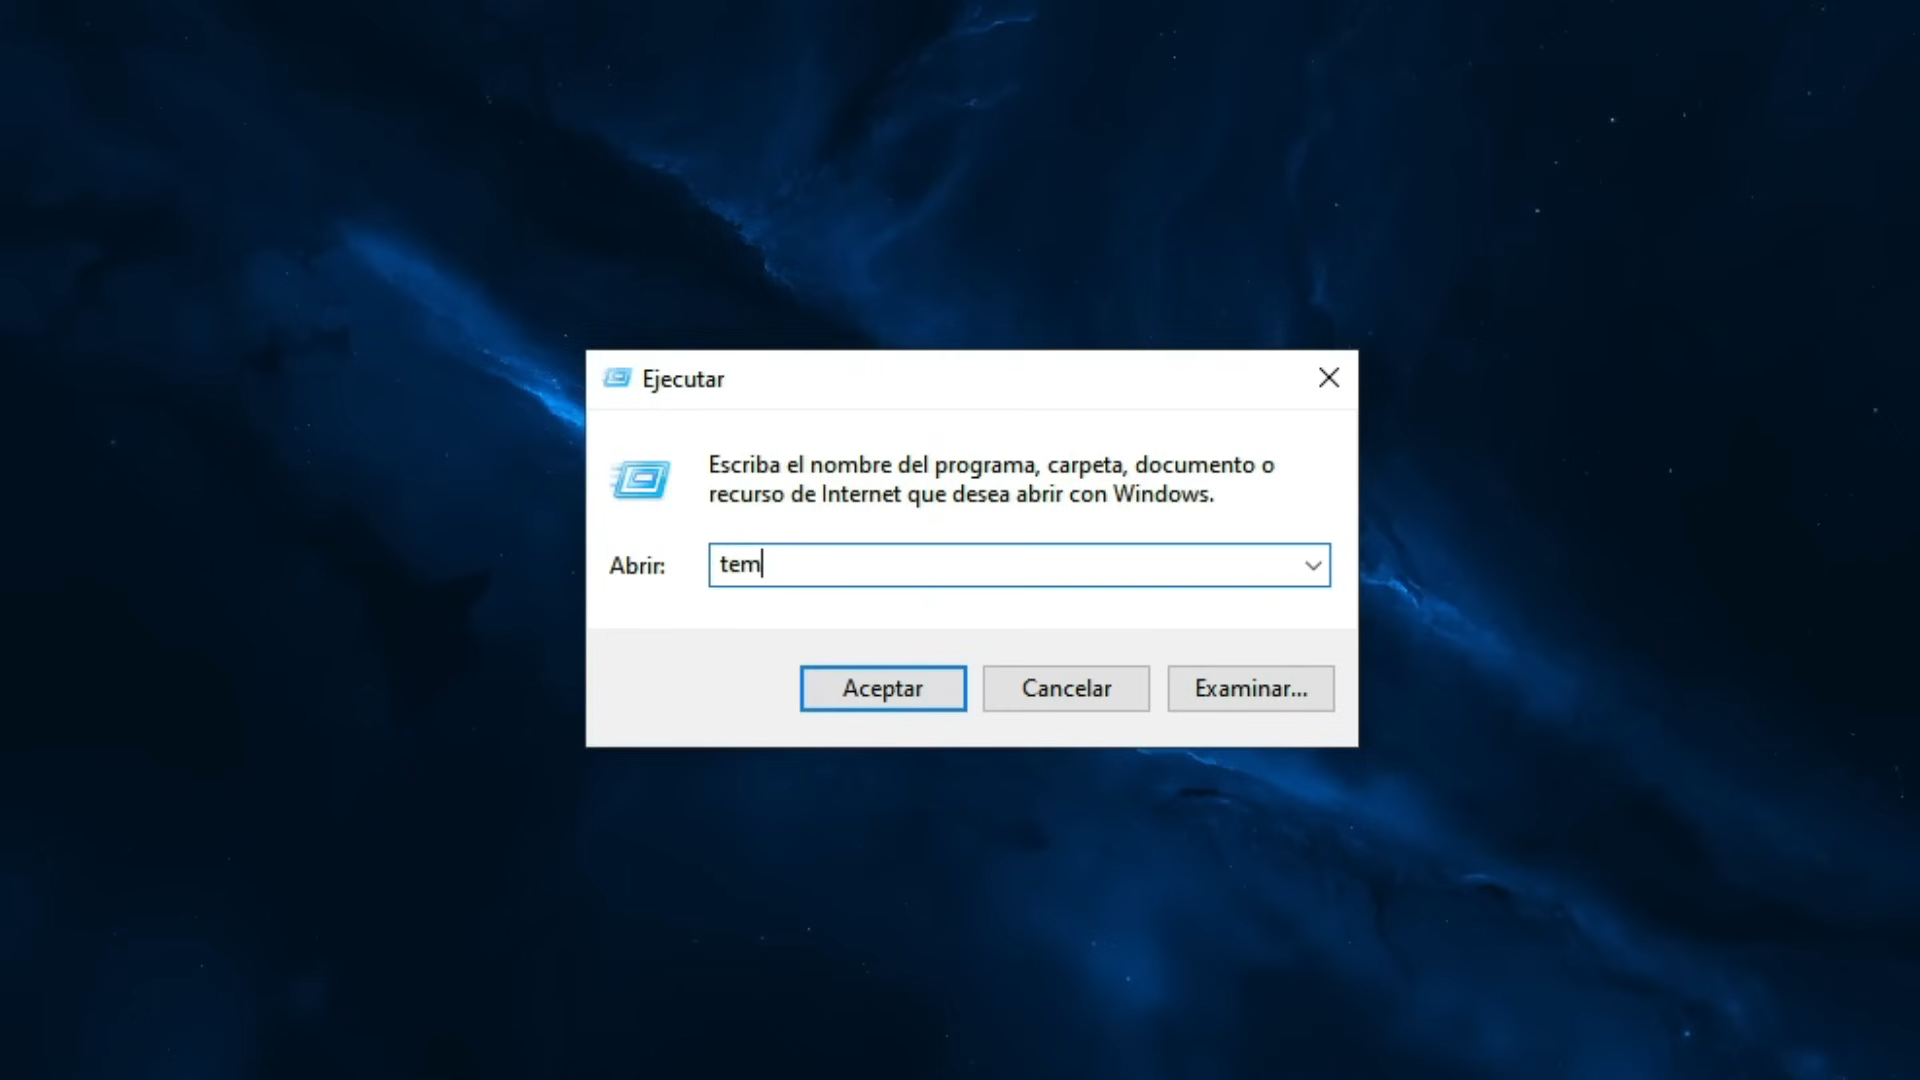 Ejecutar
Escriba el nombre del programa, carpeta, documento o
recurso de Internet que desea abrir con Windows.
Abrir:
tem
Aceptar
Cancelar
Examinar...